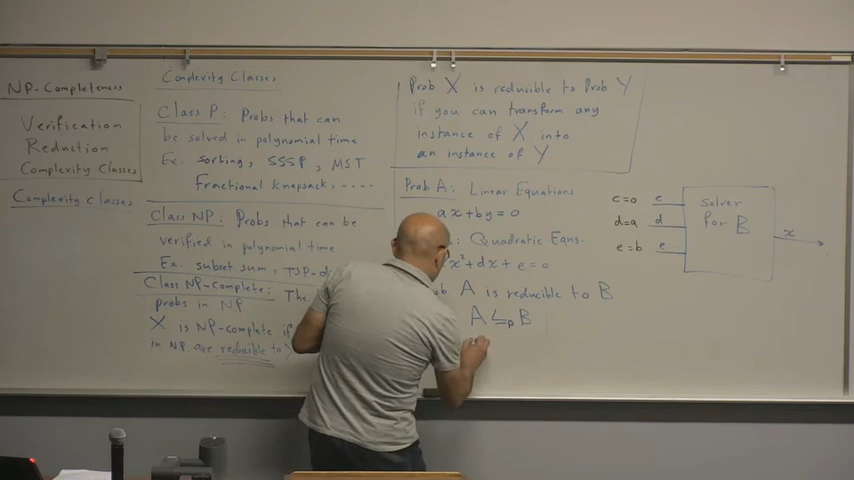 NP-Completeness
Verification
Reduction
Complexity Classes
Complexity Classes
Complexity Classes
Class P: Probs that can
be solved in polynomial time
Ex. sorting, SSSP, MST
Fractional knapsack, ....
Class NP: Probs that can be
verified in polynomial time
Ex. subset sum, TSP-d
Class NP-Complete: The
probs in NP
X is NP-complete if
in NP are reducible to
Prob X is reducible to Prob Y
if you can transform any
instance of X into
an instance of Y
Prob A: Linear Equations
ax+by=0
: Quadratic Eqns.
x²+dx+e=0
A is reducible to B
A ≤p B
c=0 c
d=a d
e=b e
solver
for B
x